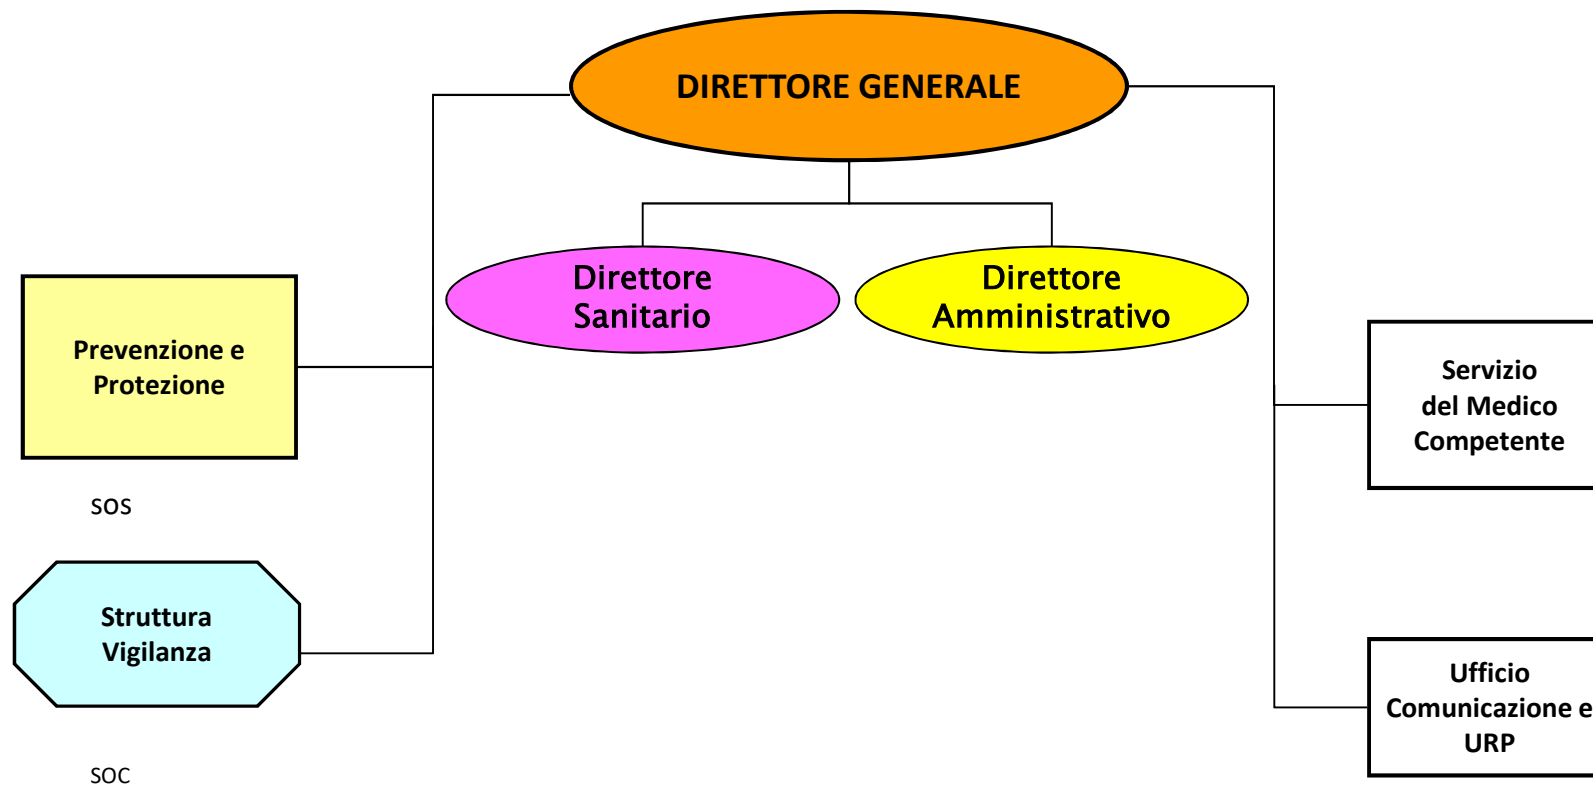 DIRETTORE GENERALE
Direttore
Sanitario
Direttore
Amministrativo
Prevenzione e
Protezione
SOS
Struttura
Vigilanza
SOC
Servizio
del Medico
Competente
Ufficio
Comunicazione e
URP